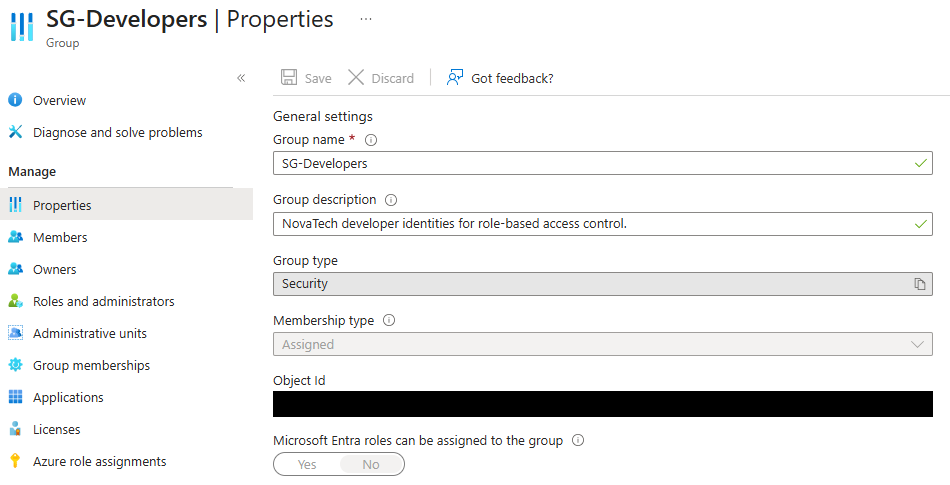 SG-Developers | Properties ...
Group
«
Overview
Diagnose and solve problems
Manage
Properties
Members
Owners
Roles and administrators
Administrative units
Group memberships
Applications
Licenses
Azure role assignments
Save Discard Got feedback?
General settings
Group name *
SG-Developers
Group description
NovaTech developer identities for role-based access control.
Group type
Security
Membership type
Assigned
Object Id
Microsoft Entra roles can be assigned to the group
Yes No